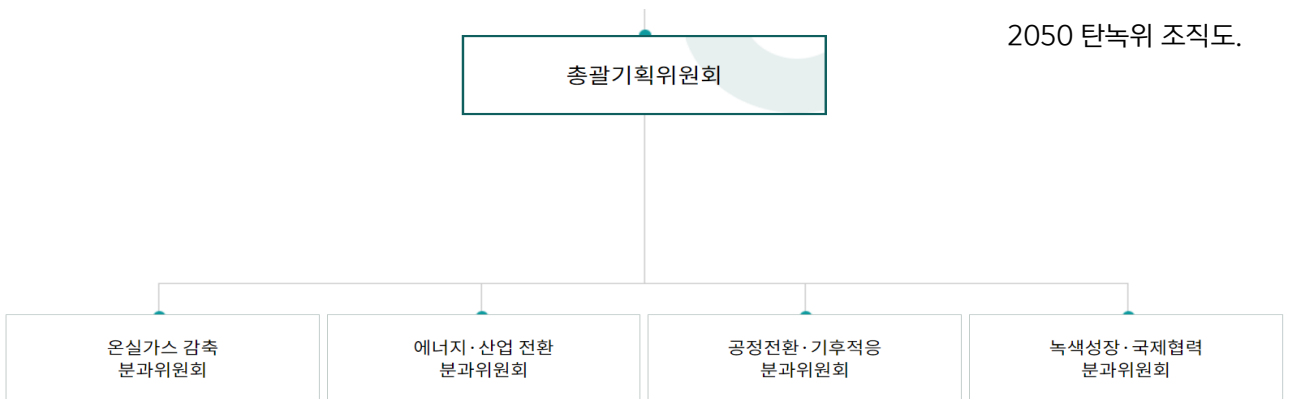 2050 탄녹위 조직도.
총괄기획위원회
온실가스 감축
분과위원회
에너지·산업 전환
분과위원회
공정전환·기후적응
분과위원회
녹색성장·국제협력
분과위원회